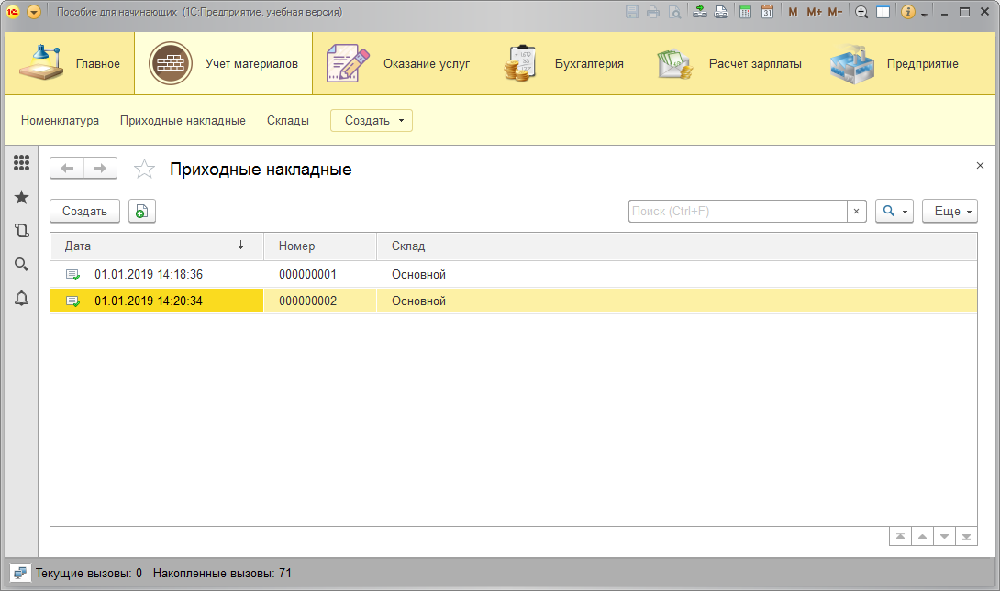 1С Пособие для начинающих (1С:Предприятие, учебная версия) 31 M M+ M- i
Главное Учет материалов Оказание услуг Бухгалтерия Расчет зарплаты Предприятие
Номенклатура Приходные накладные Склады Создать
Приходные накладные
Создать Поиск (Ctrl+F) × Еще
Дата ↓ Номер Склад
01.01.2019 14:18:36 000000001 Основной
01.01.2019 14:20:34 000000002 Основной
Текущие вызовы: 0 Накопленные вызовы: 71